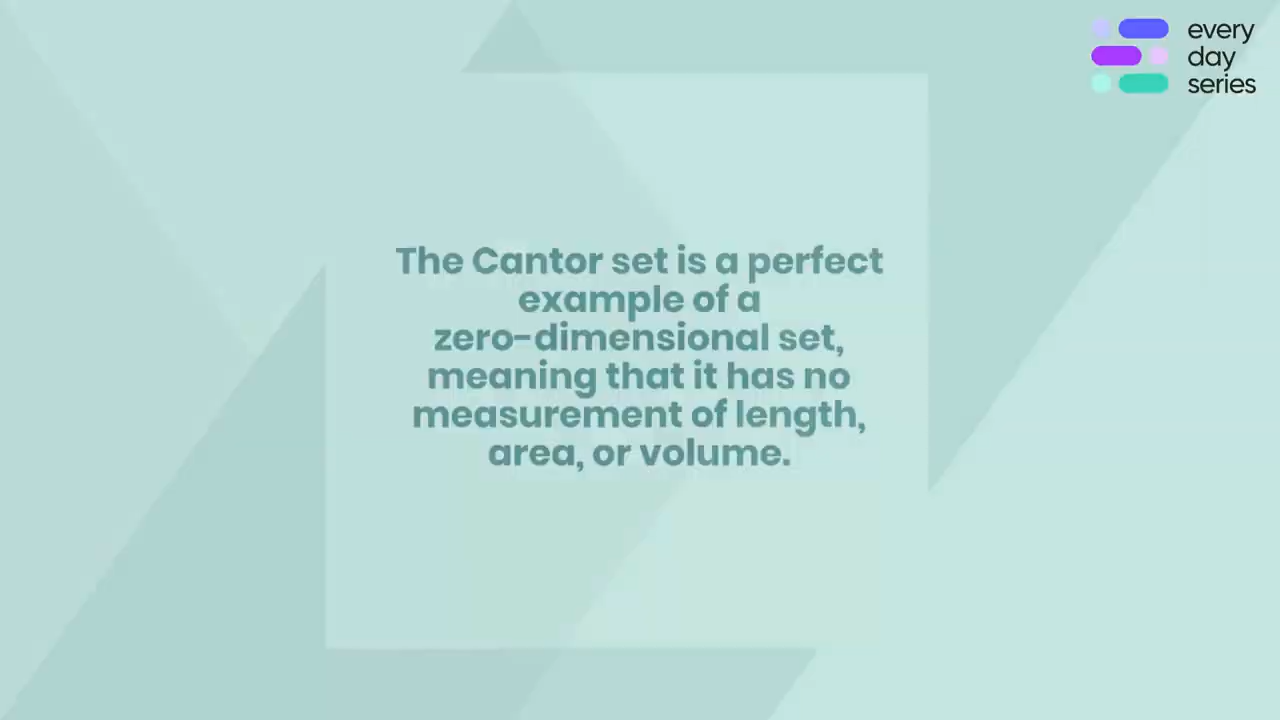 every
day
series
The Cantor set is a perfect
example of a
zero-dimensional set,
meaning that it has no
measurement of length,
area, or volume.